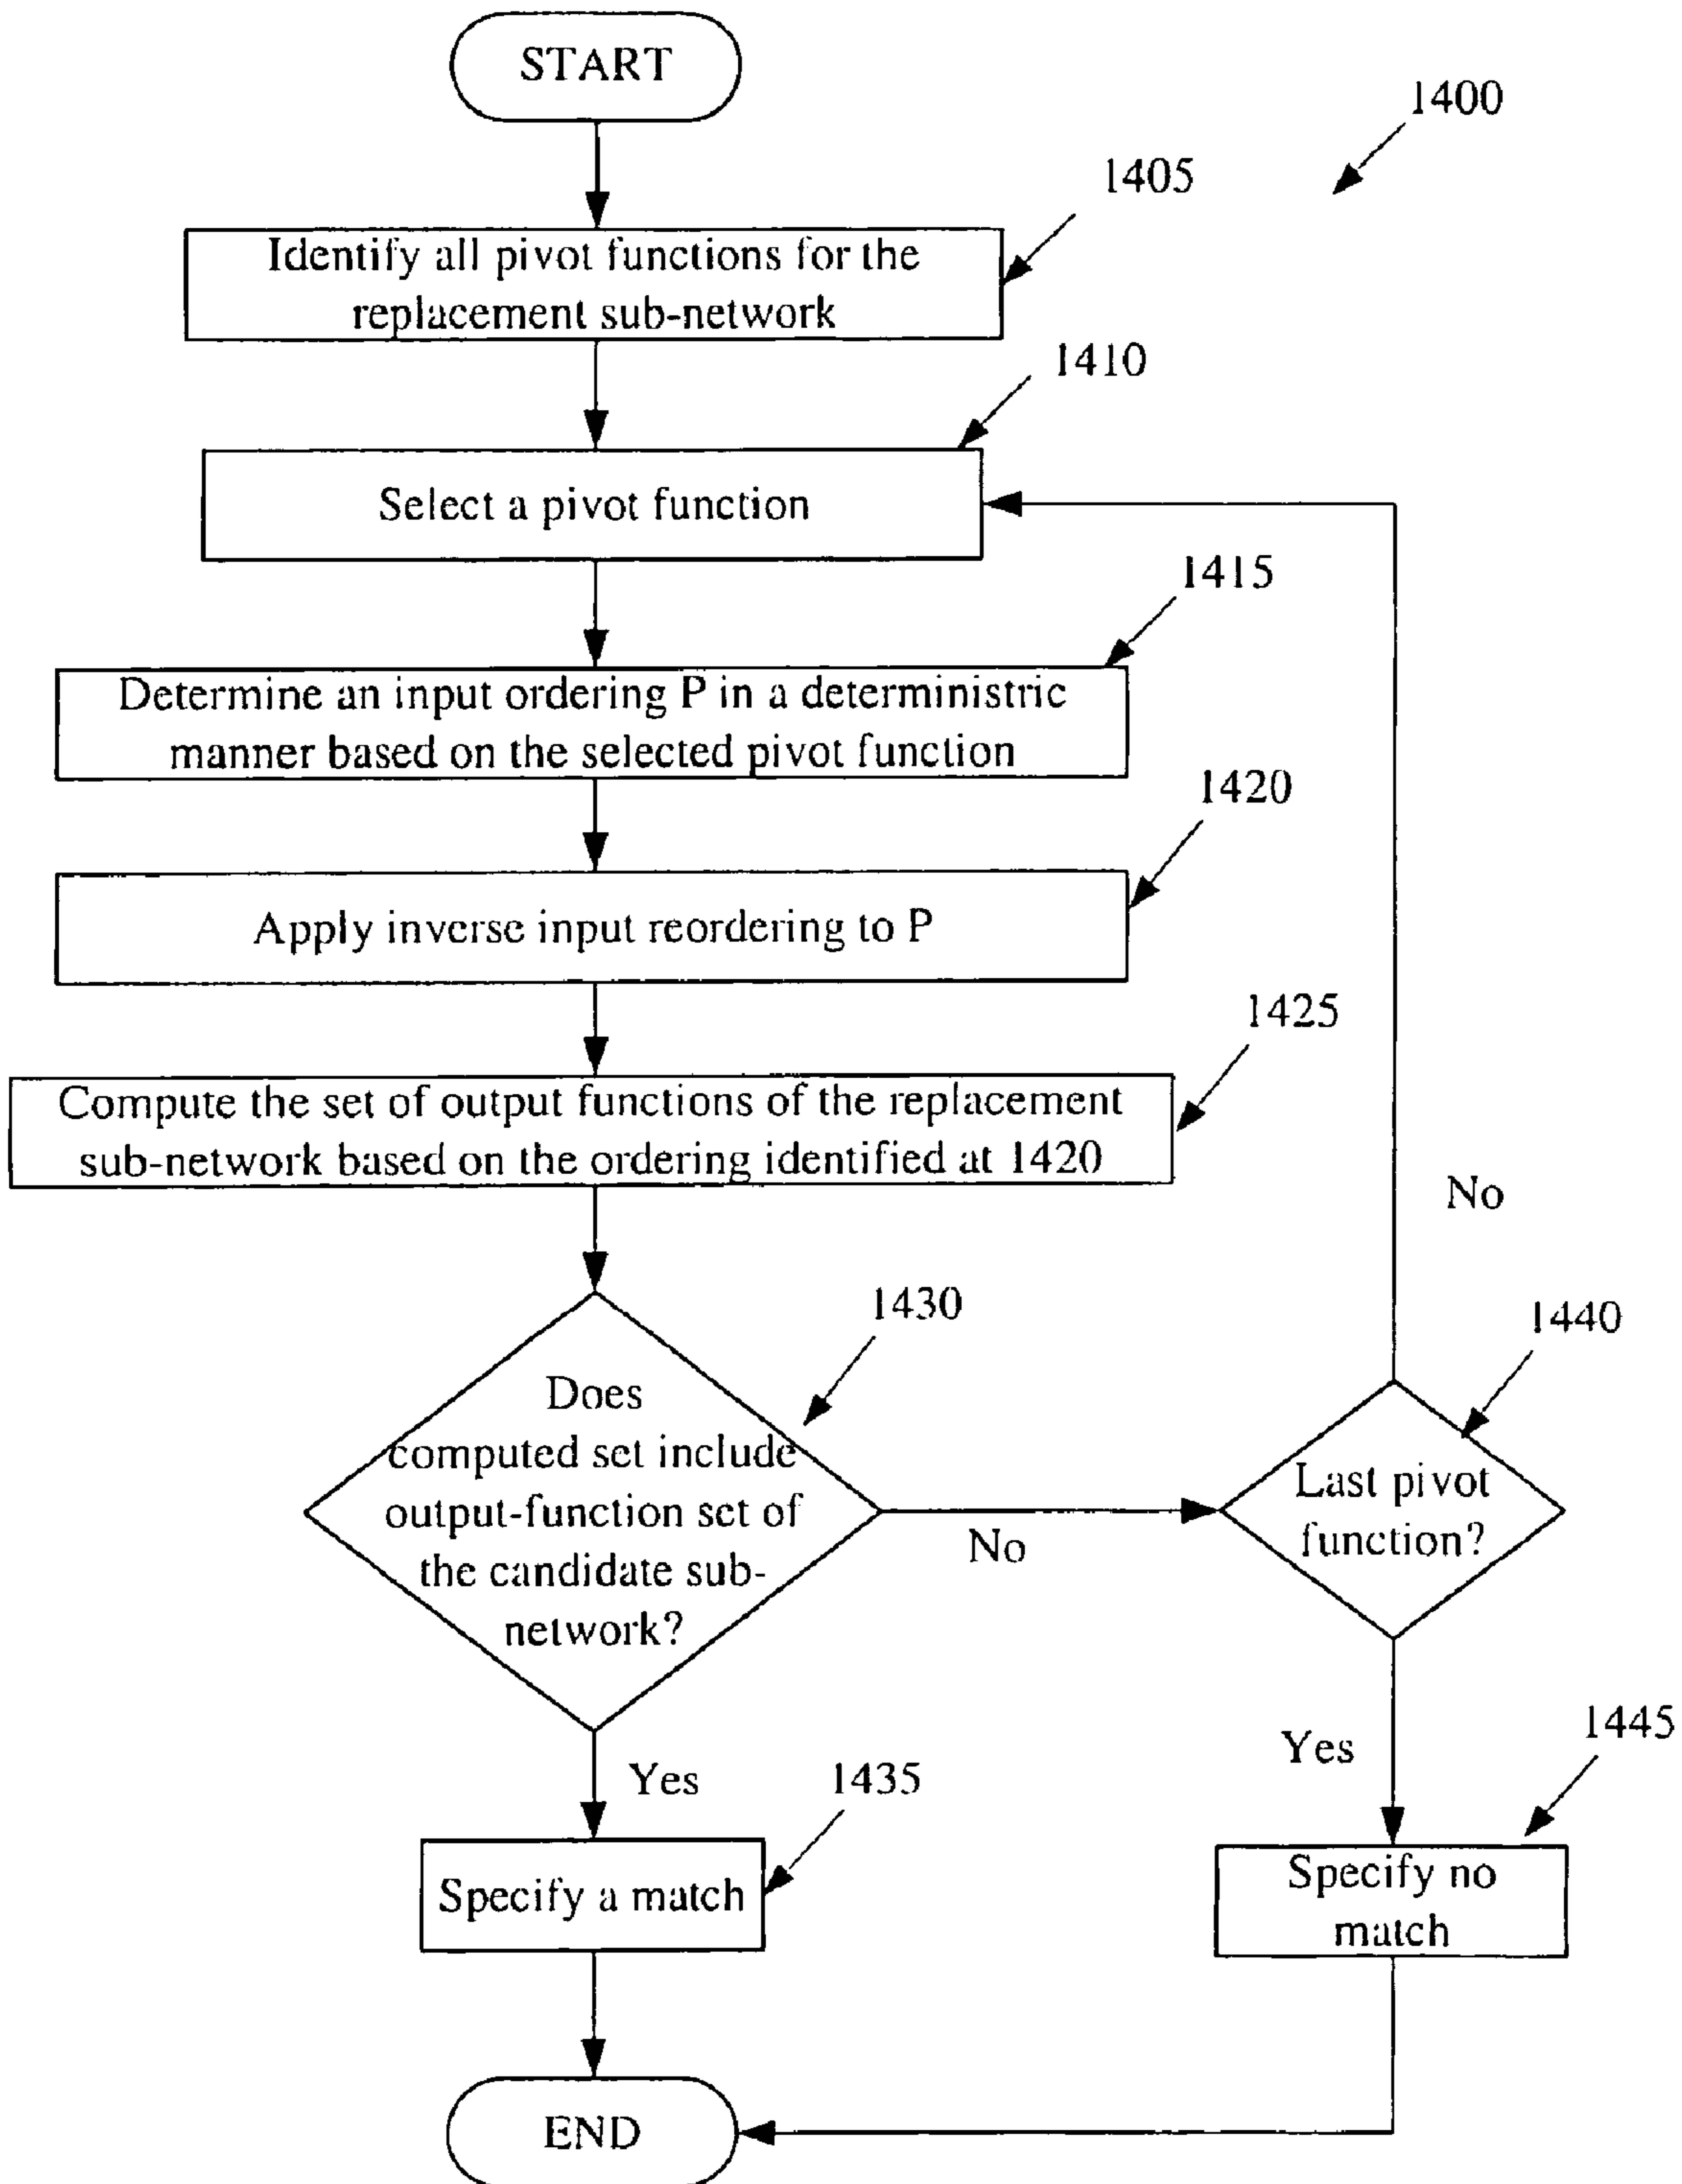 START
1400
1405
Identify all pivot functions for the
replacement sub-network
1410
Select a pivot function
1415
Determine an input ordering P in a deterministric
manner based on the selected pivot function
1420
Apply inverse input reordering to P
1425
Compute the set of output functions of the replacement
sub-network based on the ordering identified at 1420
No
1430
1440
Does
computed set include
output-function set of
the candidate sub-
network?
No
Last pivot
function?
Yes
1435
Yes
1445
Specify a match
Specify no
match
END